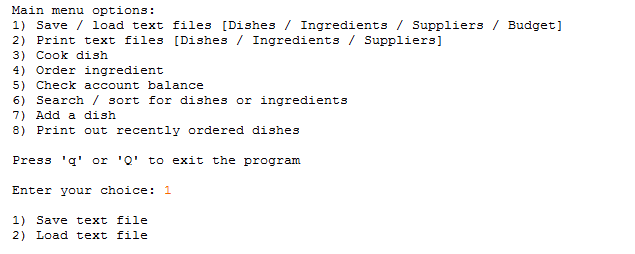 Main menu options:
1) Save / load text files [Dishes / Ingredients / Suppliers / Budget]
2) Print text files [Dishes / Ingredients / Suppliers]
3) Cook dish
4) Order ingredient
5) Check account balance
6) Search / sort for dishes or ingredients
7) Add a dish
8) Print out recently ordered dishes
Press 'q' or 'Q' to exit the program
Enter your choice: 1
1) Save text file
2) Load text file